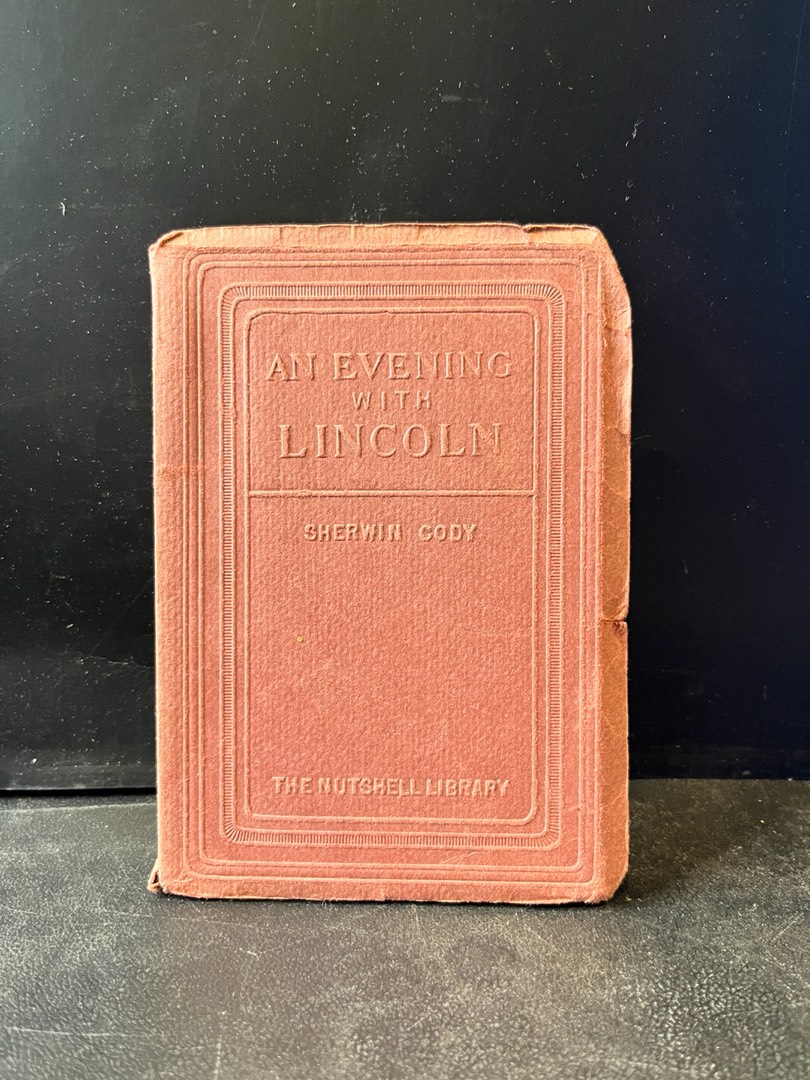 AN EVENING
WITH
LINCOLN
SHERWIN CODY
THE NUTSHELL LIBRARY